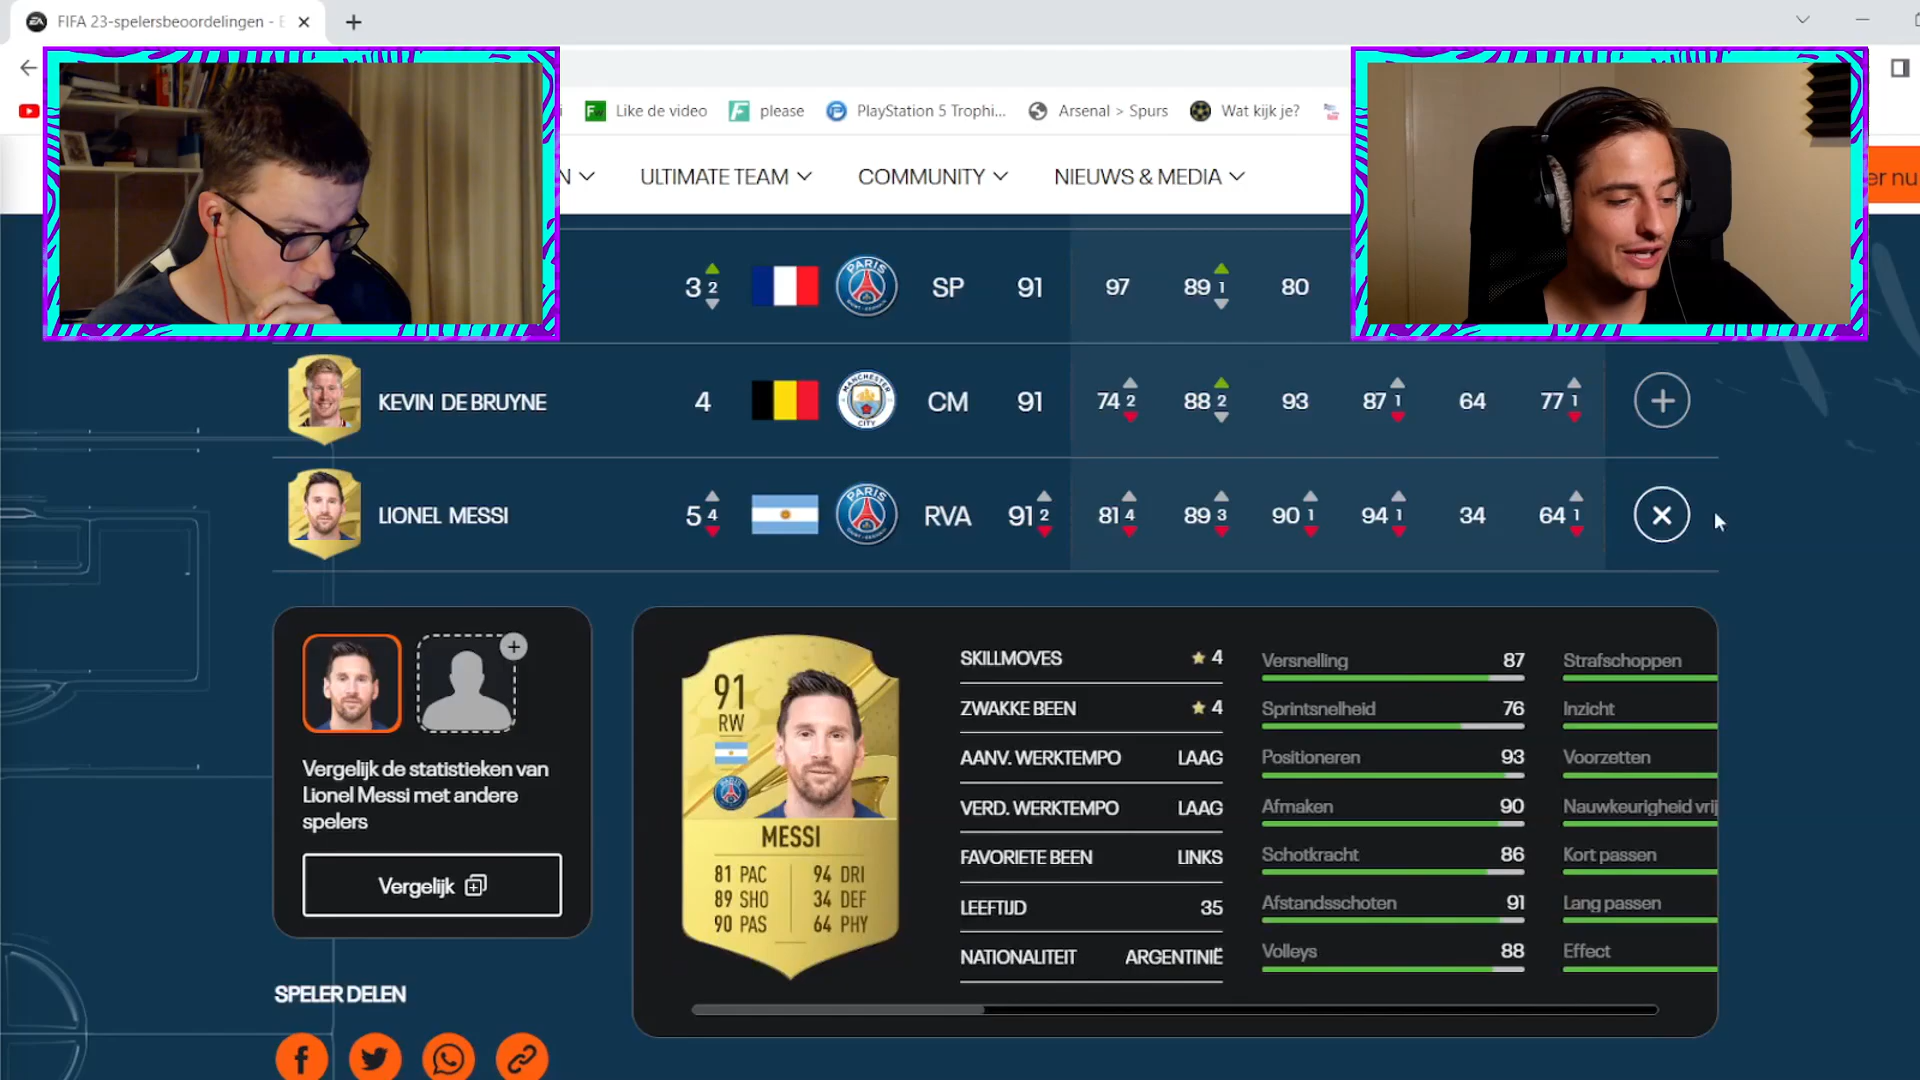 FIFA 23-spelersbeoordelingen - E
Like de video
please
PlayStation 5 Trophi...
Arsenal > Spurs
Wat kijk je?
N
ULTIMATE TEAM
COMMUNITY
NIEUWS & MEDIA
er nu
3 2 PARIS SP 91 97 89 1 80
KEVIN DE BRUYNE 4 MANCHESTER CITY CM 91 74 2 88 2 93 87 1 64 77 1
LIONEL MESSI 5 4 PARIS RVA 91 2 81 4 89 3 90 1 94 1 34 64 1
Vergelijk de statistieken van
Lionel Messi met andere
spelers
Vergelijk
SPELER DELEN
91
RW
MESSI
81 PAC 94 DRI
89 SHO 34 DEF
90 PAS 64 PHY
SKILLMOVES 4
ZWAKKE BEEN 4
AANV. WERKTEMPO LAAG
VERD. WERKTEMPO LAAG
FAVORIETE BEEN LINKS
LEEFTIJD 35
NATIONALITEIT ARGENTINIË
Versnelling 87
Sprintsnelheid 76
Positioneren 93
Afmaken 90
Schotkracht 86
Afstandsschoten 91
Volleys 88
Strafschoppen
Inzicht
Voorzetten
Nauwkeurigheid vrij
Kort passen
Lang passen
Effect